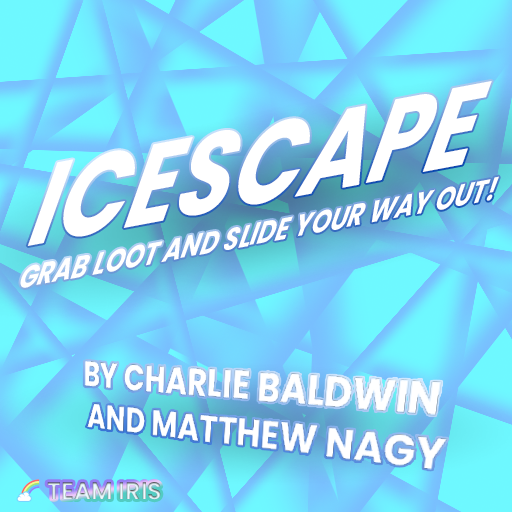 ICESCAPE
GRAB LOOT AND SLIDE YOUR WAY OUT!
BY CHARLIE BALDWIN
AND MATTHEW NAGY
TEAM IRIS